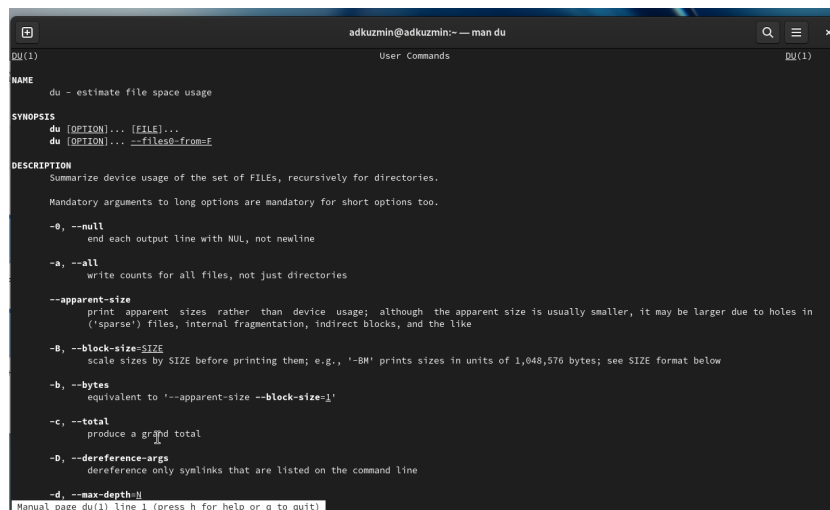 adkuzmin@adkuzmin:~ — man du
DU(1) User Commands DU(1)
NAME
du - estimate file space usage
SYNOPSIS
du [OPTION]... [FILE]...
du [OPTION]... --files0-from=F
DESCRIPTION
Summarize device usage of the set of FILEs, recursively for directories.
Mandatory arguments to long options are mandatory for short options too.
-0, --null
end each output line with NUL, not newline
-a, --all
write counts for all files, not just directories
--apparent-size
print apparent sizes rather than device usage; although the apparent size is usually smaller, it may be larger due to holes in
('sparse') files, internal fragmentation, indirect blocks, and the like
-B, --block-size=SIZE
scale sizes by SIZE before printing them; e.g., '-BM' prints sizes in units of 1,048,576 bytes; see SIZE format below
-b, --bytes
equivalent to '--apparent-size --block-size=1'
-c, --total
produce a grand total
-D, --dereference-args
dereference only symlinks that are listed on the command line
-d, --max-depth=N
Manual page du(1) line 1 (press h for help or q to quit)